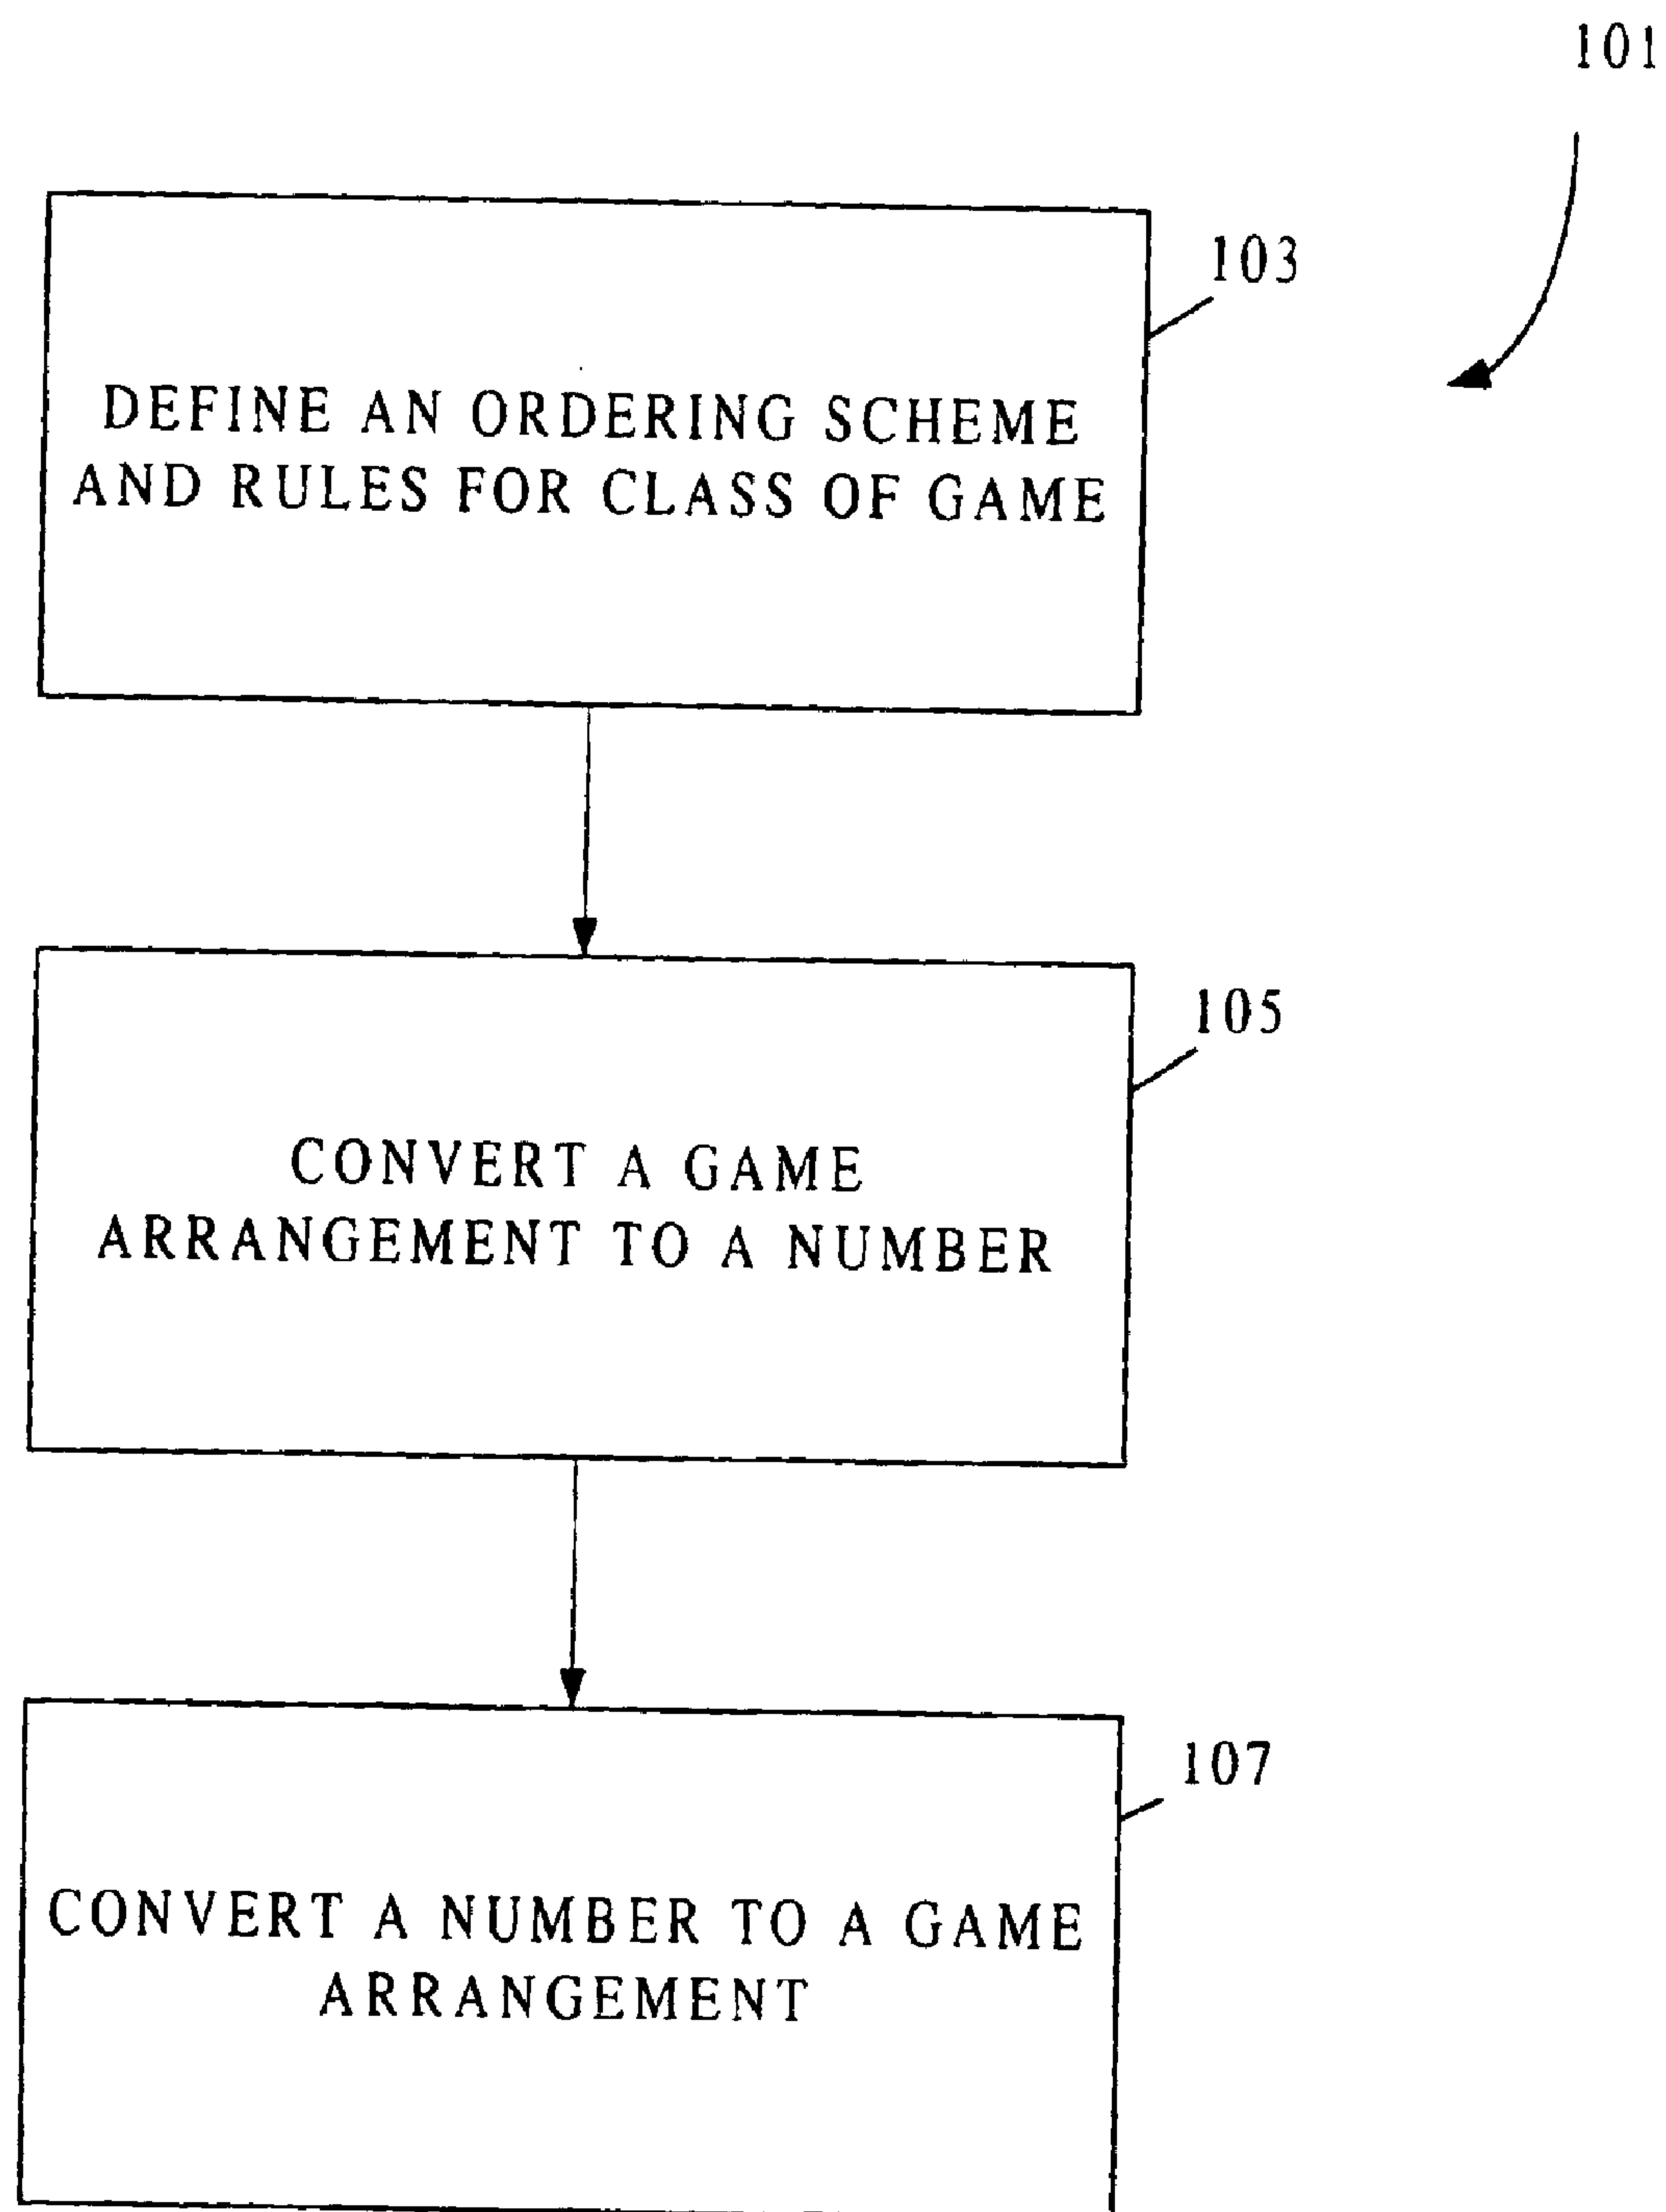 101
103
DEFINE AN ORDERING SCHEME
AND RULES FOR CLASS OF GAME
105
CONVERT A GAME
ARRANGEMENT TO A NUMBER
107
CONVERT A NUMBER TO A GAME
ARRANGEMENT